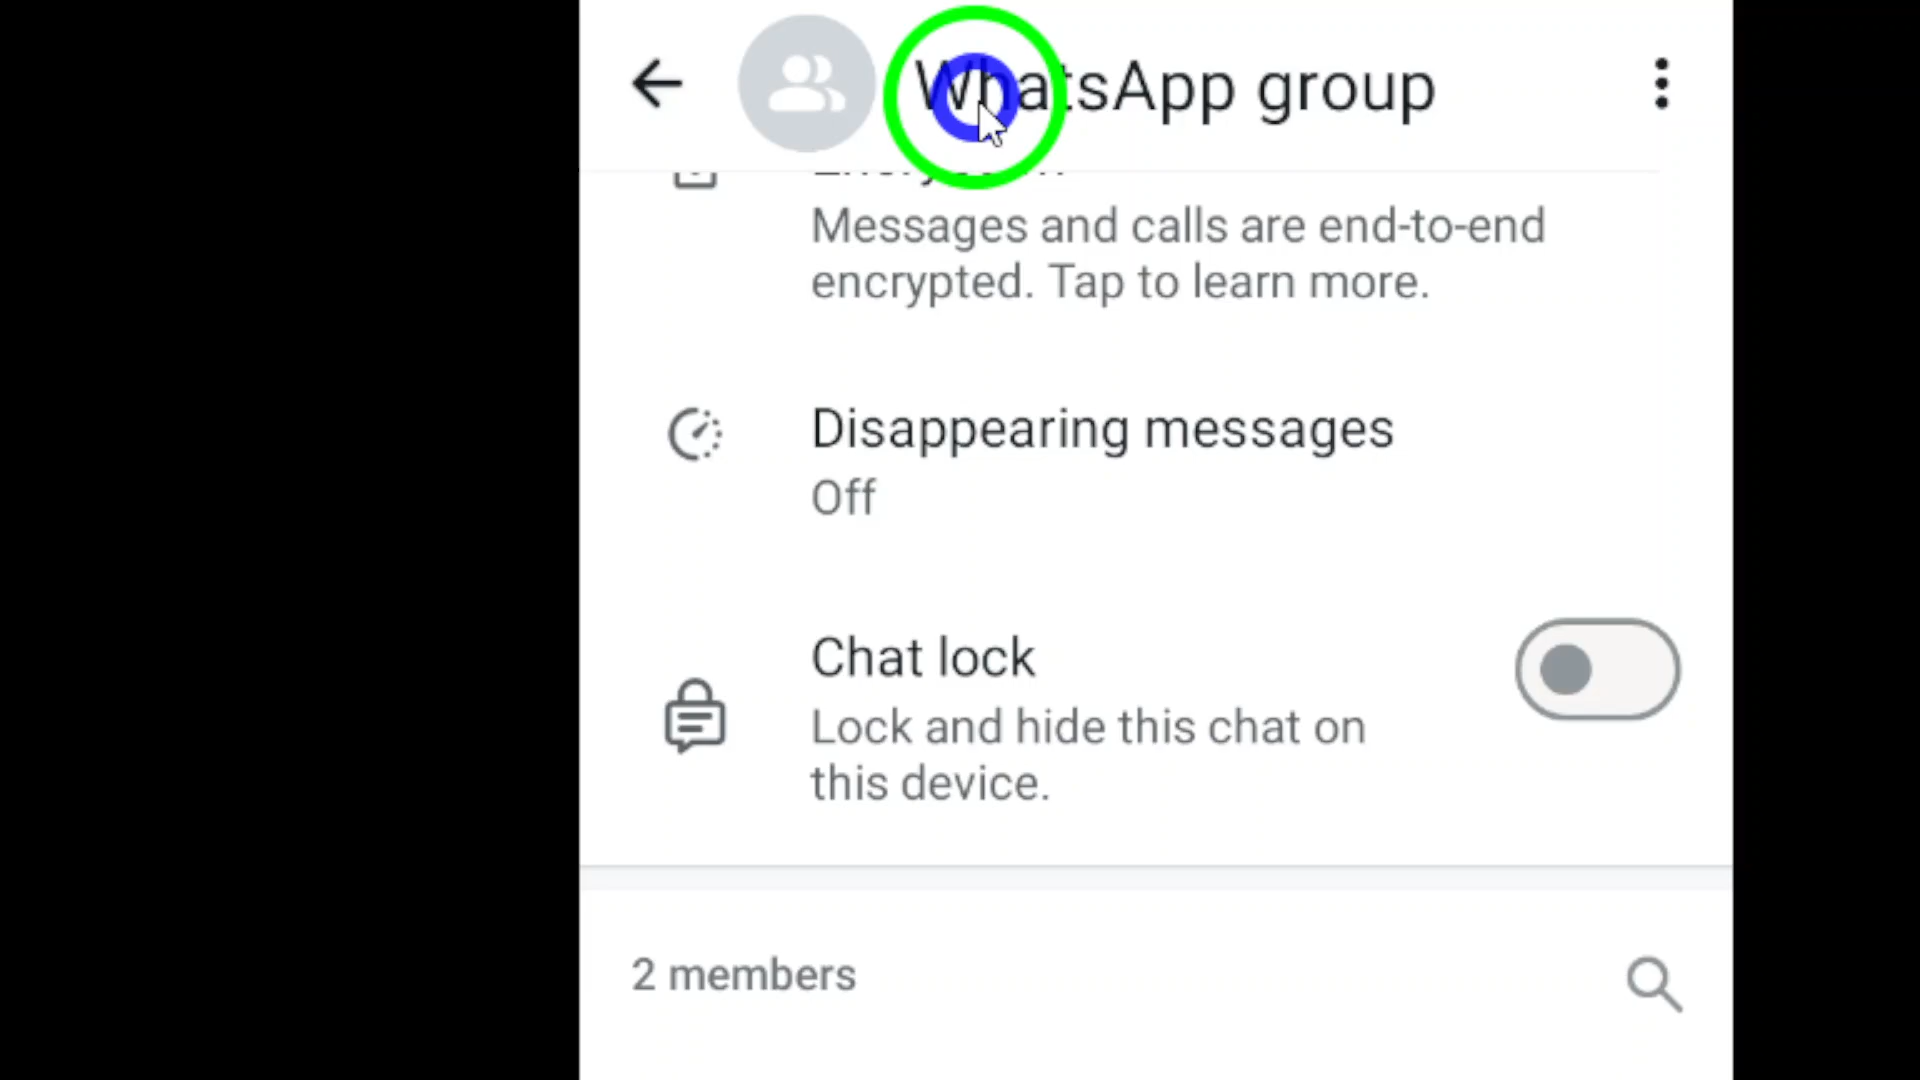 WhatsApp group
Messages and calls are end-to-end
encrypted. Tap to learn more.
Disappearing messages
Off
Chat lock
Lock and hide this chat on
this device.
2 members